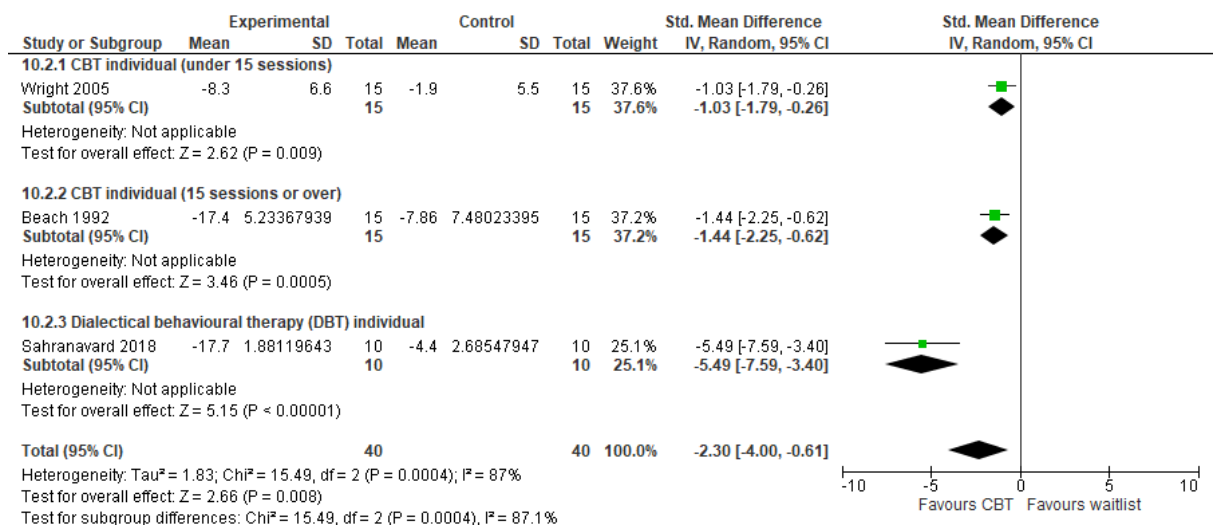 Experimental Control Std. Mean Difference Std. Mean Difference
Study or Subgroup Mean SD Total Mean SD Total Weight IV, Random, 95% CI IV, Random, 95% CI
10.2.1 CBT individual (under 15 sessions)
Wright 2005 -8.3 6.6 15 -1.9 5.5 15 37.6% -1.03 [-1.79, -0.26]
Subtotal (95% CI) 15 15 37.6% -1.03 [-1.79, -0.26]
Heterogeneity: Not applicable
Test for overall effect: Z = 2.62 (P = 0.009)
10.2.2 CBT individual (15 sessions or over)
Beach 1992 -17.4 5.23367939 15 -7.86 7.48023395 15 37.2% -1.44 [-2.25, -0.62]
Subtotal (95% CI) 15 15 37.2% -1.44 [-2.25, -0.62]
Heterogeneity: Not applicable
Test for overall effect: Z = 3.46 (P = 0.0005)
10.2.3 Dialectical behavioural therapy (DBT) individual
Sahranavard 2018 -17.7 1.88119643 10 -4.4 2.68547947 10 25.1% -5.49 [-7.59, -3.40]
Subtotal (95% CI) 10 10 25.1% -5.49 [-7.59, -3.40]
Heterogeneity: Not applicable
Test for overall effect: Z = 5.15 (P < 0.00001)
Total (95% CI) 40 40 100.0% -2.30 [-4.00, -0.61]
Heterogeneity: Tau² = 1.83; Chi² = 15.49, df = 2 (P = 0.0004); I² = 87%
Test for overall effect: Z = 2.66 (P = 0.008)
Test for subgroup differences: Chi² = 15.49, df = 2 (P = 0.0004), I² = 87.1%
-10 -5 0 5 10
Favours CBT Favours waitlist